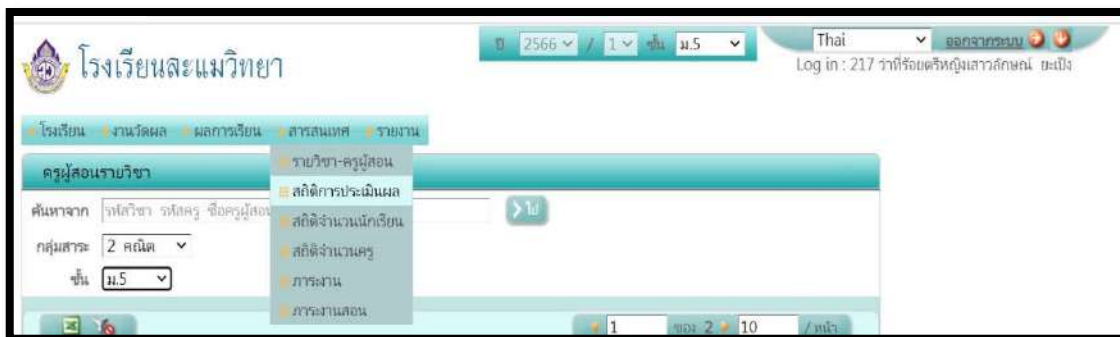 โรงเรียนละแมวิทยา
ปี 2566 / 1 ชั้น ม.5
Thai ออกจากระบบ
Log in : 217 ว่าที่ร้อยตรีหญิงเสาวลักษณ์ ยะเป็ง
โรงเรียน งานวัดผล ผลการเรียน สารสนเทศ รายงาน
รายวิชา-ครูผู้สอน
สถิติการประเมินผล
สถิติจำนวนนักเรียน
สถิติจำนวนครู
ภาระงาน
ภาระงานสอน
ครูผู้สอนรายวิชา
ค้นหาจาก รหัสวิชา รหัสครู ชื่อครูผู้สอน ไป
กลุ่มสาระ 2 คณิต
ชั้น ม.5
1 ของ 2 10 / หน้า